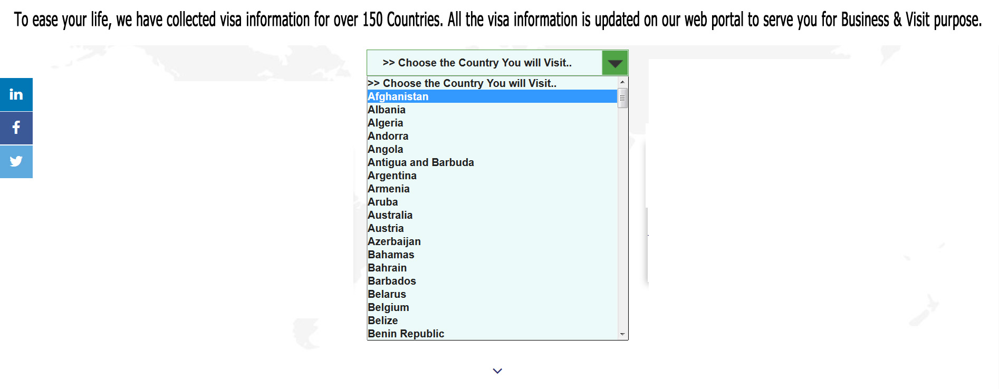 To ease your life, we have collected visa information for over 150 Countries. All the visa information is updated on our web portal to serve you for Business & Visit purpose.
>> Choose the Country You will Visit..
>> Choose the Country You will Visit..
Afghanistan
Albania
Algeria
Andorra
Angola
Antigua and Barbuda
Argentina
Armenia
Aruba
Australia
Austria
Azerbaijan
Bahamas
Bahrain
Barbados
Belarus
Belgium
Belize
Benin Republic
in
f